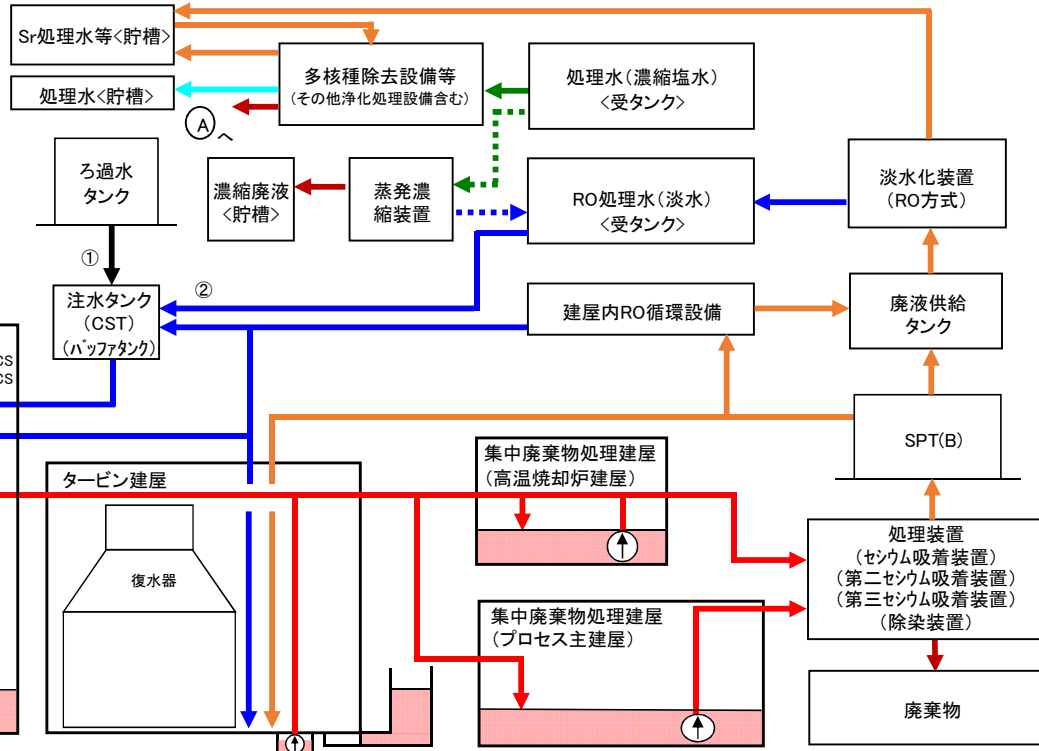 Sr処理水等<貯槽>
処理水<貯槽>
多核種除去設備等
(その他浄化処理設備含む)
処理水(濃縮塩水)
<受タンク>
A
へ
ろ過水
タンク
濃縮廃液
<貯槽>
蒸発濃
縮装置
RO処理水(淡水)
<受タンク>
淡水化装置
(RO方式)
①
②
注水タンク
(CST)
(バッファタンク)
建屋内RO循環設備
廃液供給
タンク
CS
CS
SPT(B)
タービン建屋
復水器
集中廃棄物処理建屋
(高温焼却炉建屋)
集中廃棄物処理建屋
(プロセス主建屋)
処理装置
(セシウム吸着装置)
(第二セシウム吸着装置)
(第三セシウム吸着装置)
(除染装置)
廃棄物